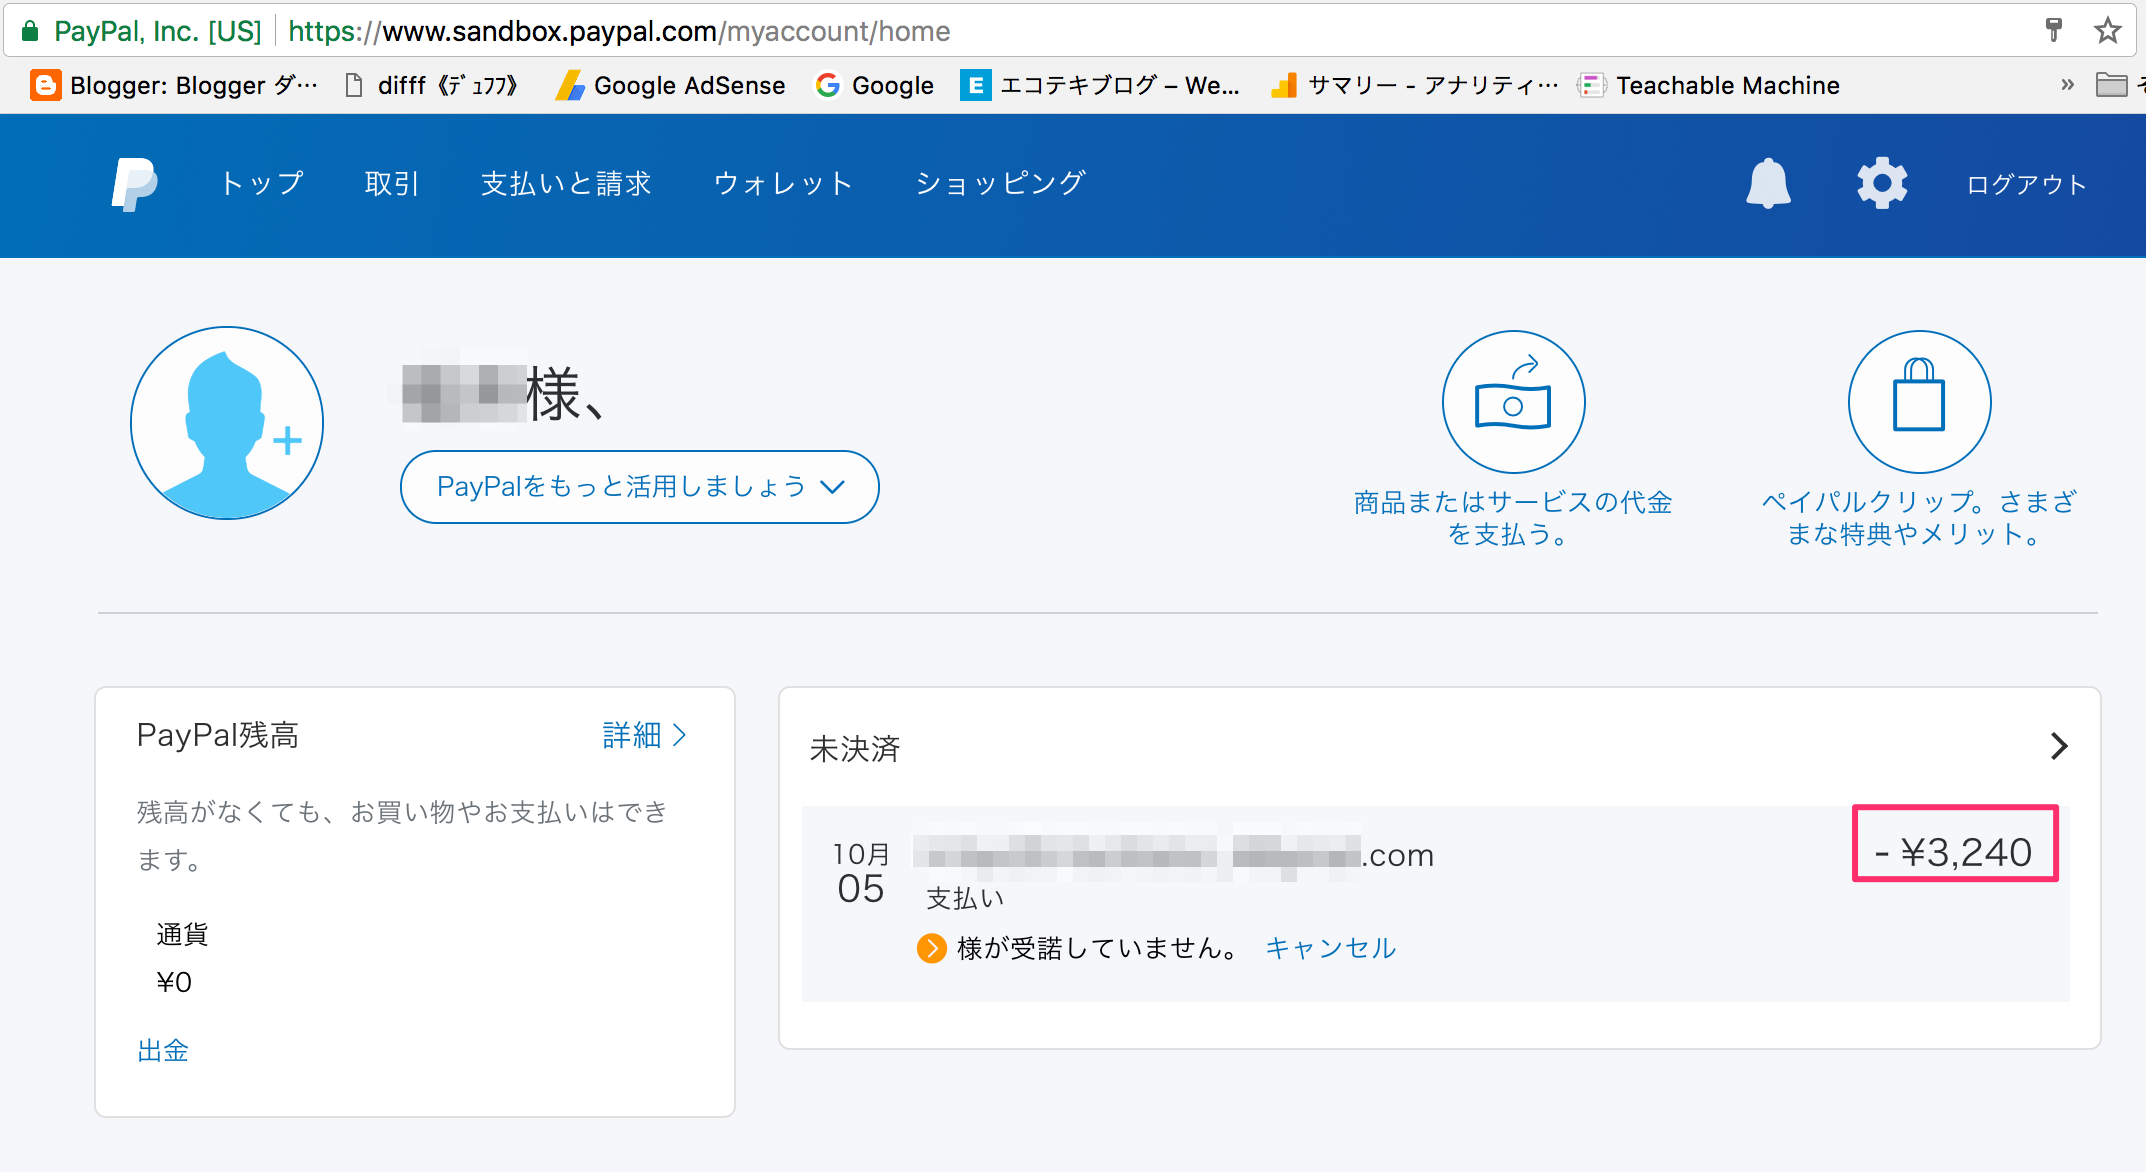 PayPal, Inc. [US] https://www.sandbox.paypal.com/myaccount/home
Blogger: Blogger ダ… difff《ﾃﾞｭﾌﾌ》 Google AdSense Google エコテキブログ – We... サマリー - アナリティ… Teachable Machine »
トップ 取引 支払いと請求 ウォレット ショッピング ログアウト
様、
PayPalをもっと活用しましょう
商品またはサービスの代金
を支払う。
ペイパルクリップ。さまざ
まな特典やメリット。
PayPal残高 詳細
残高がなくても、お買い物やお支払いはでき
ます。
通貨
¥0
出金
未決済
10月
05
.com
- ¥3,240
支払い
様が受諾していません。 キャンセル